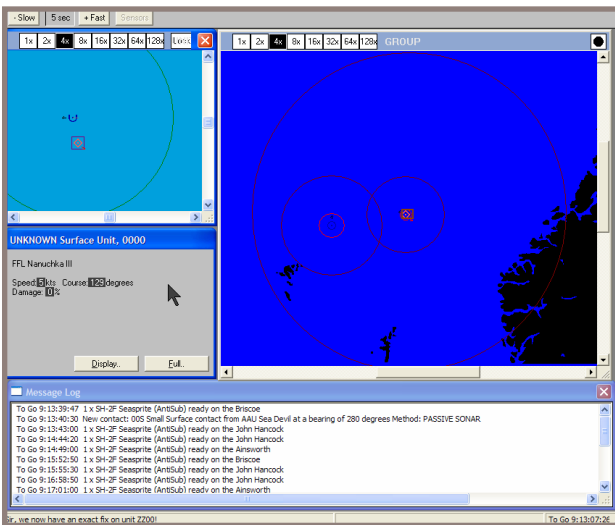 - Slow 5 sec + Fast Sensors
1x 2x 4x 8x 16x 32x 64x 128x
1x 2x 4x 8x 16x 32x 64x 128x GROUP
UNKNOWN Surface Unit, 0000
FFL Nanuchka III
Speed: 5 kts Course: 129 degrees
Damage: 0 %
Display.. Full..
Message Log
To Go 9:13:39:47 1 x SH-2F Seasprite (AntiSub) ready on the Briscoe
To Go 9:13:40:30 New contact: 00S Small Surface contact from AAU Sea Devil at a bearing of 280 degrees Method: PASSIVE SONAR
To Go 9:13:43:00 1 x SH-2F Seasprite (AntiSub) ready on the John Hancock
To Go 9:14:44:20 1 x SH-2F Seasprite (AntiSub) ready on the John Hancock
To Go 9:14:49:00 1 x SH-2F Seasprite (AntiSub) ready on the Ainsworth
To Go 9:15:52:50 1 x SH-2F Seasprite (AntiSub) ready on the Briscoe
To Go 9:15:55:30 1 x SH-2F Seasprite (AntiSub) ready on the John Hancock
To Go 9:16:58:50 1 x SH-2F Seasprite (AntiSub) ready on the John Hancock
To Go 9:17:01:00 1 x SH-2F Seasprite (AntiSub) ready on the Ainsworth
Sir, we now have an exact fix on unit ZZ00! To Go 9:13:07:26